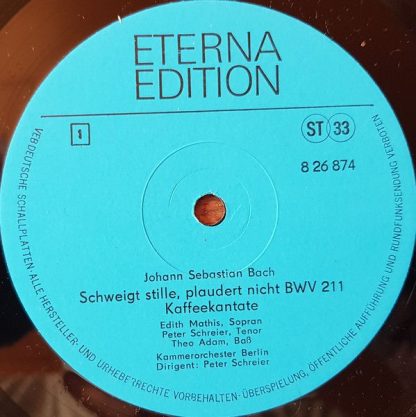 ETERNA
EDITION
1
ST 33
8 26 874
Johann Sebastian Bach
Schweigt stille, plaudert nicht BWV 211
Kaffeekantate
Edith Mathis, Sopran
Peter Schreier, Tenor
Theo Adam, Baß
Kammerorchester Berlin
Dirigent: Peter Schreier
VEB DEUTSCHE SCHALLPLATTEN · ALLE HERSTELLER- UND URHEBERRECHTE VORBEHALTEN · ÜBERSPIELUNG, ÖFFENTLICHE AUFFÜHRUNG UND RUNDFUNKSENDUNG VERBOTEN